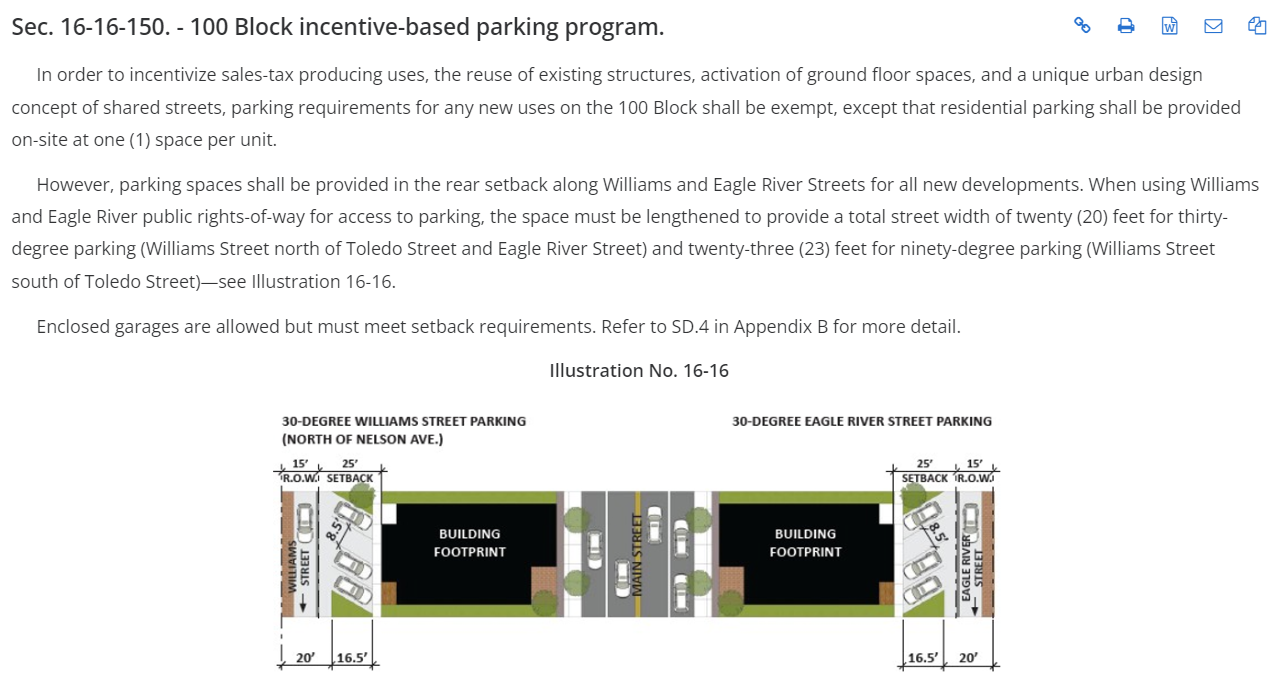 Sec. 16-16-150. - 100 Block incentive-based parking program.
In order to incentivize sales-tax producing uses, the reuse of existing structures, activation of ground floor spaces, and a unique urban design
concept of shared streets, parking requirements for any new uses on the 100 Block shall be exempt, except that residential parking shall be provided
on-site at one (1) space per unit.
However, parking spaces shall be provided in the rear setback along Williams and Eagle River Streets for all new developments. When using Williams
and Eagle River public rights-of-way for access to parking, the space must be lengthened to provide a total street width of twenty (20) feet for thirty-
degree parking (Williams Street north of Toledo Street and Eagle River Street) and twenty-three (23) feet for ninety-degree parking (Williams Street
south of Toledo Street)—see Illustration 16-16.
Enclosed garages are allowed but must meet setback requirements. Refer to SD.4 in Appendix B for more detail.
Illustration No. 16-16
30-DEGREE WILLIAMS STREET PARKING
(NORTH OF NELSON AVE.)
30-DEGREE EAGLE RIVER STREET PARKING
15' 25'
R.O.W. SETBACK
25' 15'
SETBACK R.O.W.
8.5'
WILLIAMS
STREET
BUILDING
FOOTPRINT
MAIN STREET
BUILDING
FOOTPRINT
8.5'
EAGLE RIVER
STREET
20' 16.5'
16.5' 20'